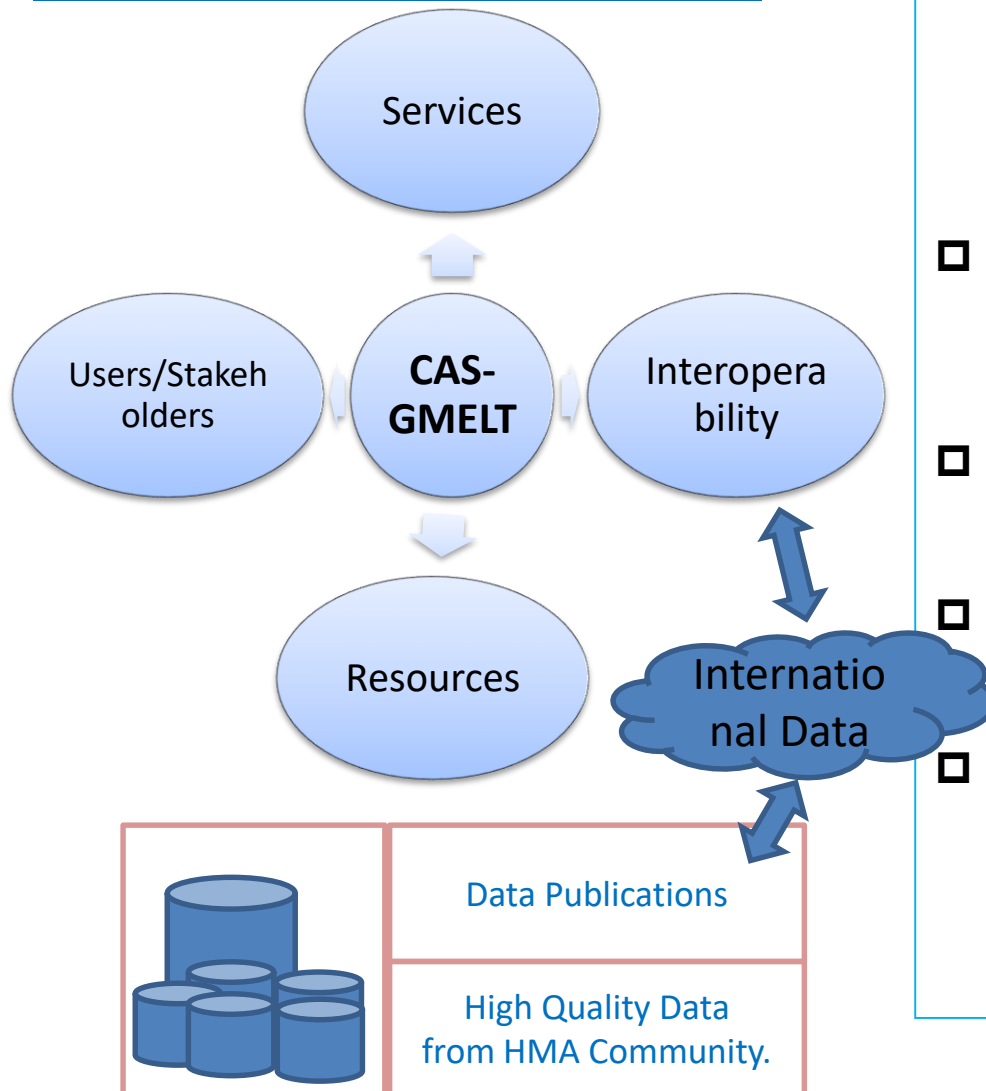 Services
Users/Stakeh
olders
CAS-
GMELT
Interopera
bility
Resources
Internatio
nal Data
Data Publications
High Quality Data
from HMA Community.